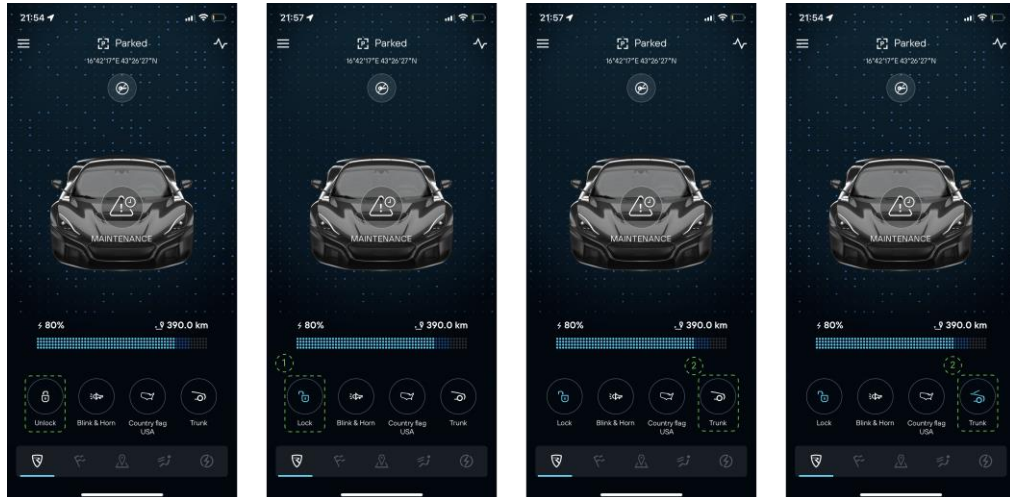 21:54
Parked
16°42'17"E 43°26'27"N
MAINTENANCE
80% 390.0 km
Unlock Blink & Horn Country flag USA Trunk
21:57
Parked
16°42'17"E 43°26'27"N
MAINTENANCE
80% 390.0 km
1
Lock Blink & Horn Country flag USA Trunk
21:57
Parked
16°42'17"E 43°26'27"N
MAINTENANCE
80% 390.0 km
2
Lock Blink & Horn Country flag USA Trunk
21:54
Parked
16°42'17"E 43°26'27"N
MAINTENANCE
80% 390.0 km
2
Lock Blink & Horn Country flag USA Trunk